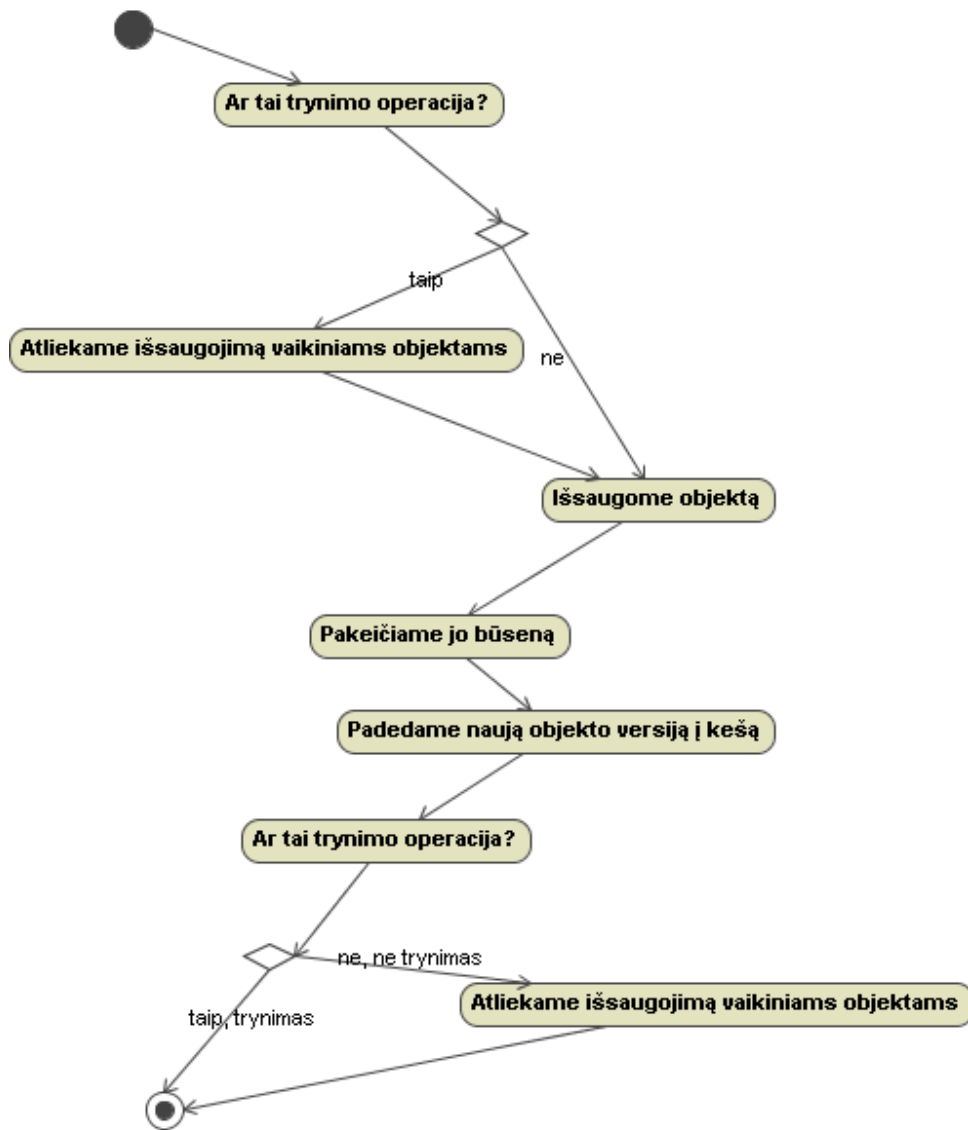 Ar tai trynimo operacija?
taip
Atliekame išsaugojimą vaikiniams objektams
ne
Išsaugome objektą
Pakeičiame jo būseną
Padedame naują objekto versiją į kešą
Ar tai trynimo operacija?
ne, ne trynimas
Atliekame išsaugojimą vaikiniams objektams
taip, trynimas